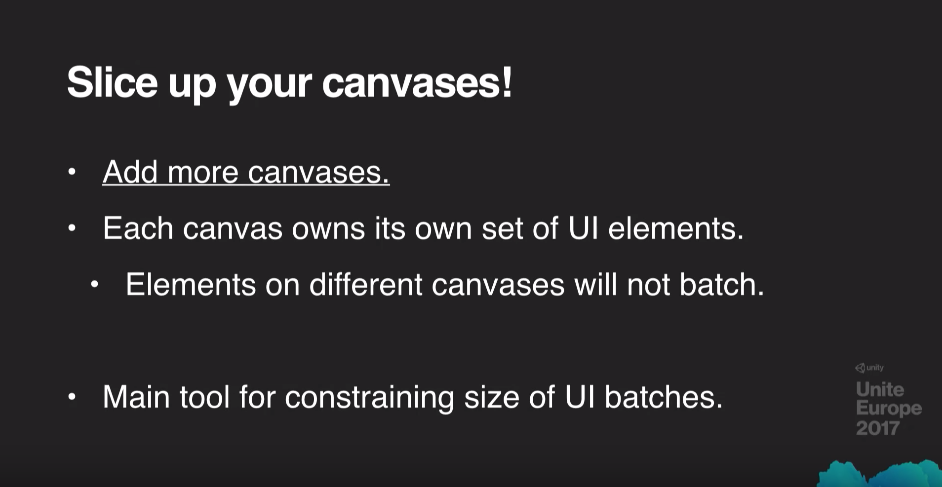 Slice up your canvases!
• Add more canvases.
• Each canvas owns its own set of UI elements.
• Elements on different canvases will not batch.
• Main tool for constraining size of UI batches.
unity
Unite
Europe
2017